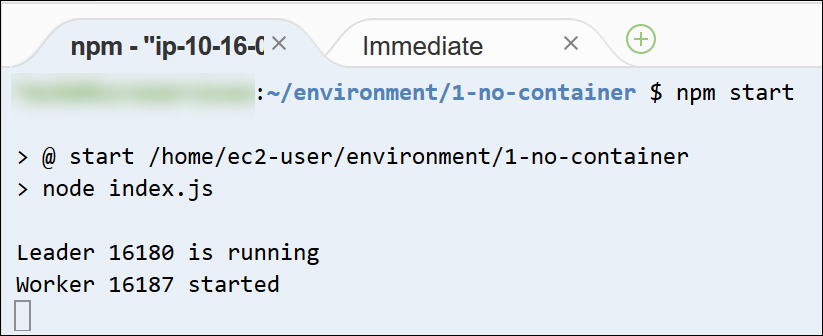 npm - "ip-10-16-0
Immediate
:~/environment/1-no-container $ npm start
> @ start /home/ec2-user/environment/1-no-container
> node index.js
Leader 16180 is running
Worker 16187 started